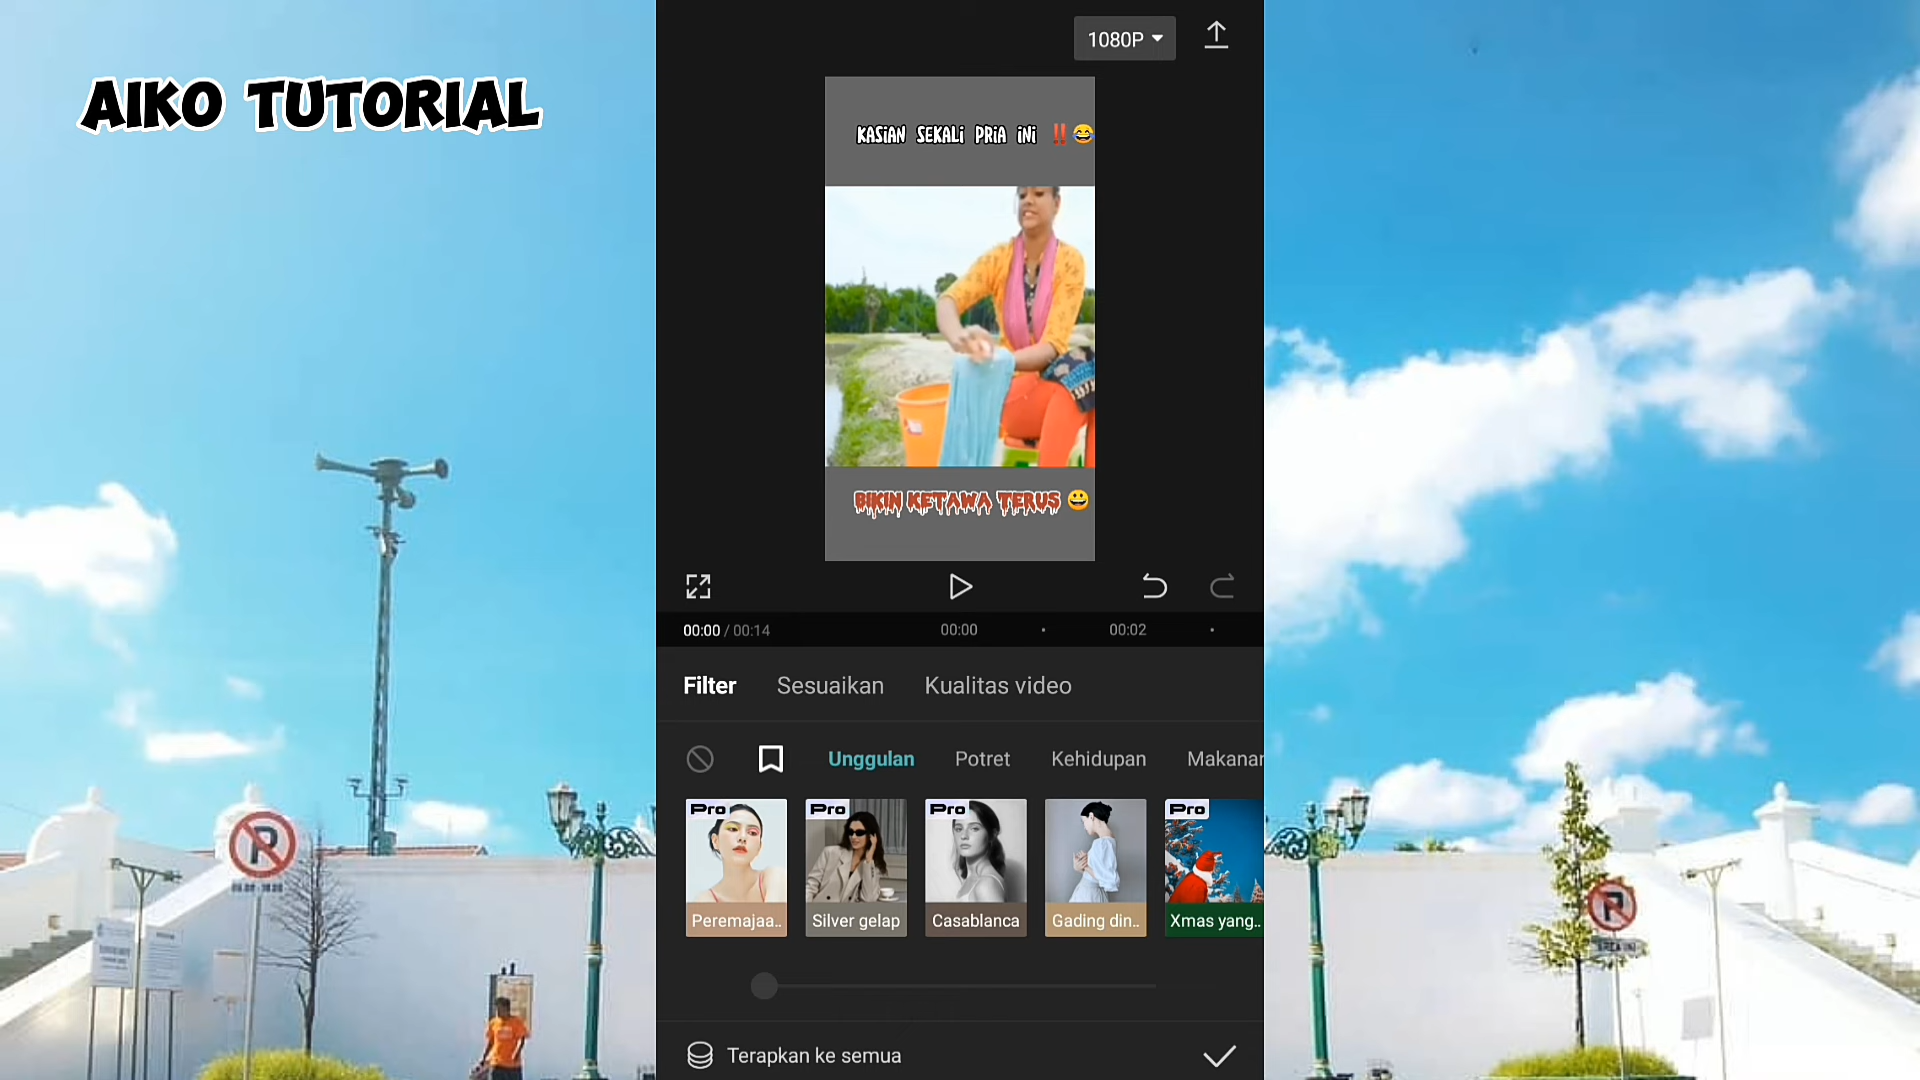 AIKO TUTORIAL
1080P
KASIAN SEKALI PRIA INI ‼️😂
BIKIN KETAWA TERUS 😀
00:00 / 00:14
00:00
00:02
Filter
Sesuaikan
Kualitas video
Unggulan
Potret
Kehidupan
Makanan
Pro
Pro
Pro
Pro
Peremajaa..
Silver gelap
Casablanca
Gading din..
Xmas yang..
P
P
AREA INI
Terapkan ke semua